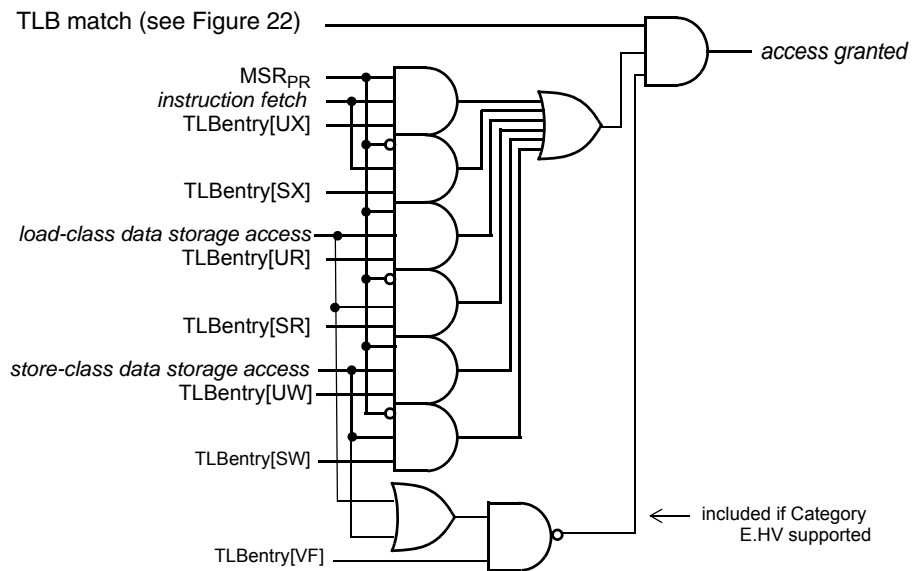 TLB match (see Figure 22)
access granted
MSRPR
instruction fetch
TLBentry[UX]
TLBentry[SX]
load-class data storage access
TLBentry[UR]
TLBentry[SR]
store-class data storage access
TLBentry[UW]
TLBentry[SW]
included if Category
E.HV supported
TLBentry[VF]